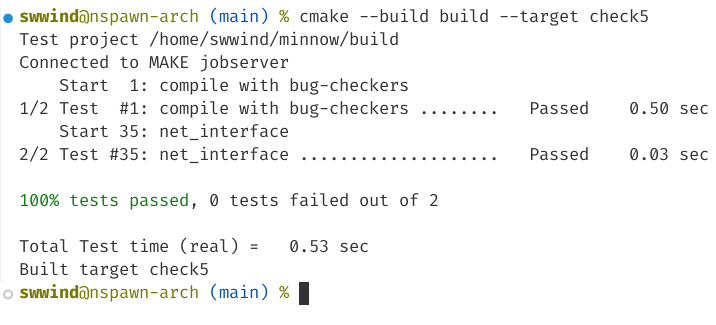 swwind@nspawn-arch (main) % cmake --build build --target check5
Test project /home/swwind/minnow/build
Connected to MAKE jobserver
    Start  1: compile with bug-checkers
1/2 Test  #1: compile with bug-checkers ........   Passed    0.50 sec
    Start 35: net_interface
2/2 Test #35: net_interface ....................   Passed    0.03 sec

100% tests passed, 0 tests failed out of 2

Total Test time (real) =   0.53 sec
Built target check5
swwind@nspawn-arch (main) %